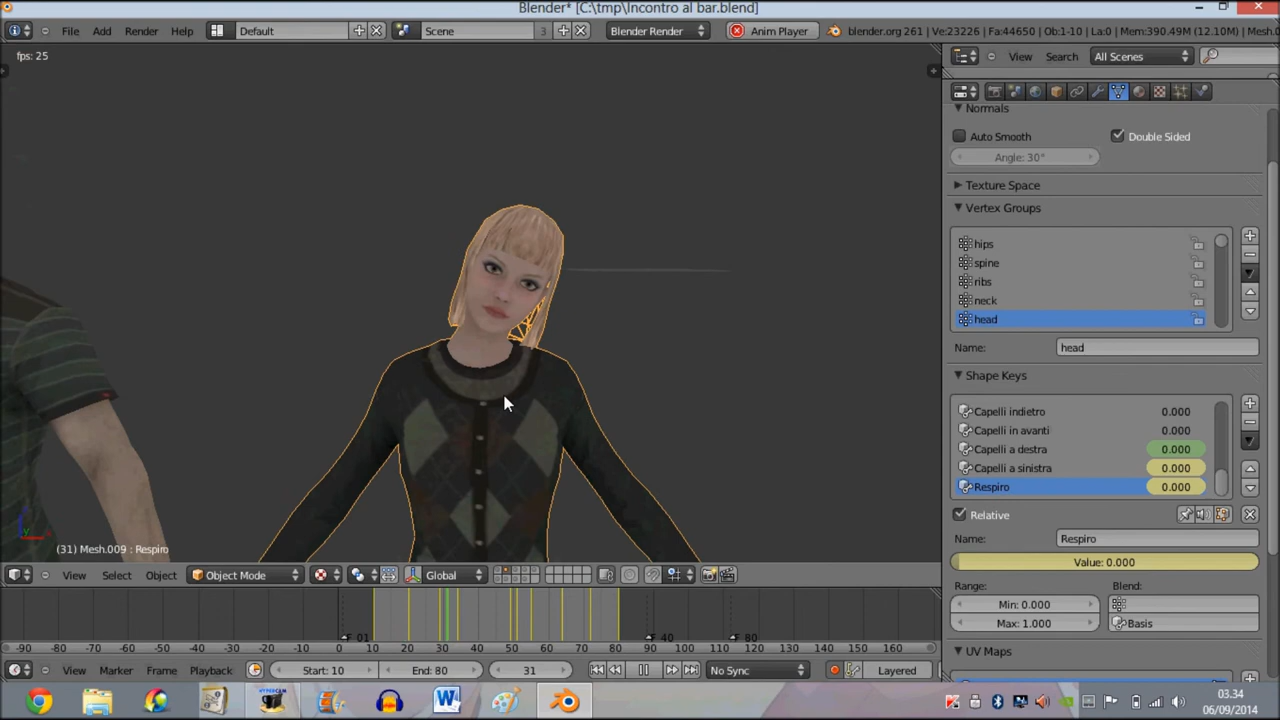 Blender* [C:\tmp\Incontro al bar.blend]
File Add Render Help Default Scene 3 Blender Render Anim Player blender.org 261 | Ve:23226 | Fa:44650 | Ob:1-10 | La:0 | Mem:390.49M (12.10M) | Mesh.0
fps: 25
View Search All Scenes
Normals
Auto Smooth Double Sided
Angle: 30°
Texture Space
Vertex Groups
hips
spine
ribs
neck
head
Name: head
Shape Keys
Capelli indietro 0.000
Capelli in avanti 0.000
Capelli a destra 0.000
Capelli a sinistra 0.000
Respiro 0.000
Relative
Name: Respiro
Value: 0.000
Range: Blend:
Min: 0.000
Max: 1.000 Basis
UV Maps
(31) Mesh.009 : Respiro
View Select Object Object Mode Global
F_01 F_40 F_80
-90 -80 -70 -60 -50 -40 -30 -20 -10 0 10 20 30 40 50 60 70 80 90 100 110 120 130 140 150 160
View Marker Frame Playback Start: 10 End: 80 31 No Sync Layered
03.34
06/09/2014